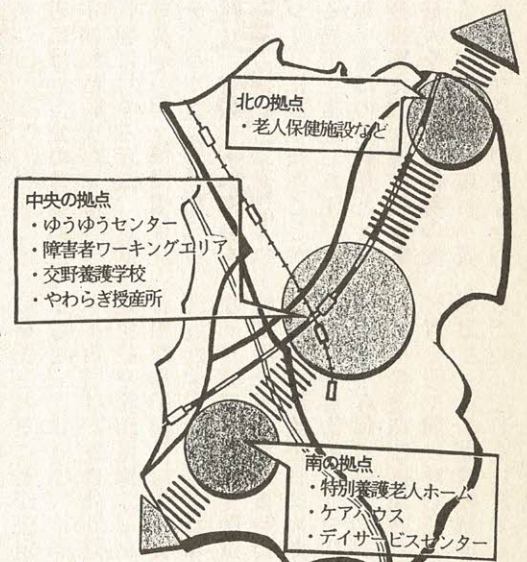 北の拠点
・老人保健施設など
中央の拠点
・ゆうゆうセンター
・障害者ワーキングエリア
・交野養護学校
・やわらぎ授産所
南の拠点
・特別養護老人ホーム
・ケアハウス
・デイサービスセンター